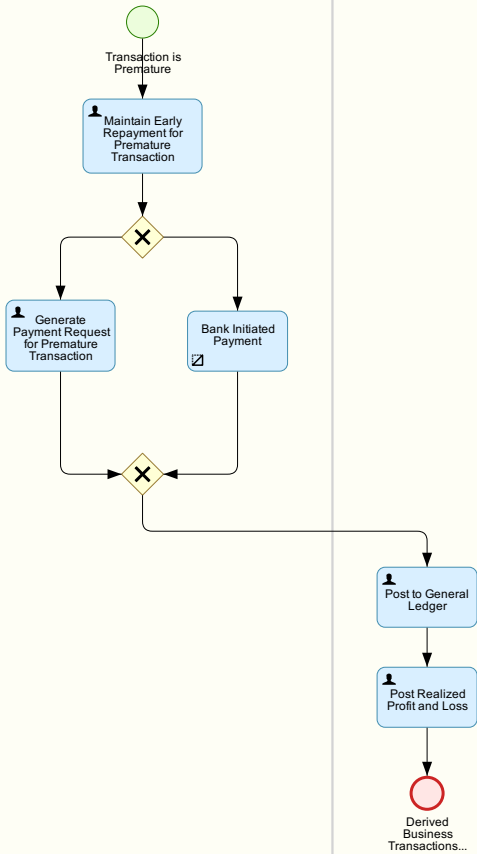 Transaction is
Premature
Maintain Early
Repayment for
Premature
Transaction
Generate
Payment Request
for Premature
Transaction
Bank Initiated
Payment
Post to General
Ledger
Post Realized
Profit and Loss
Derived
Business
Transactions...